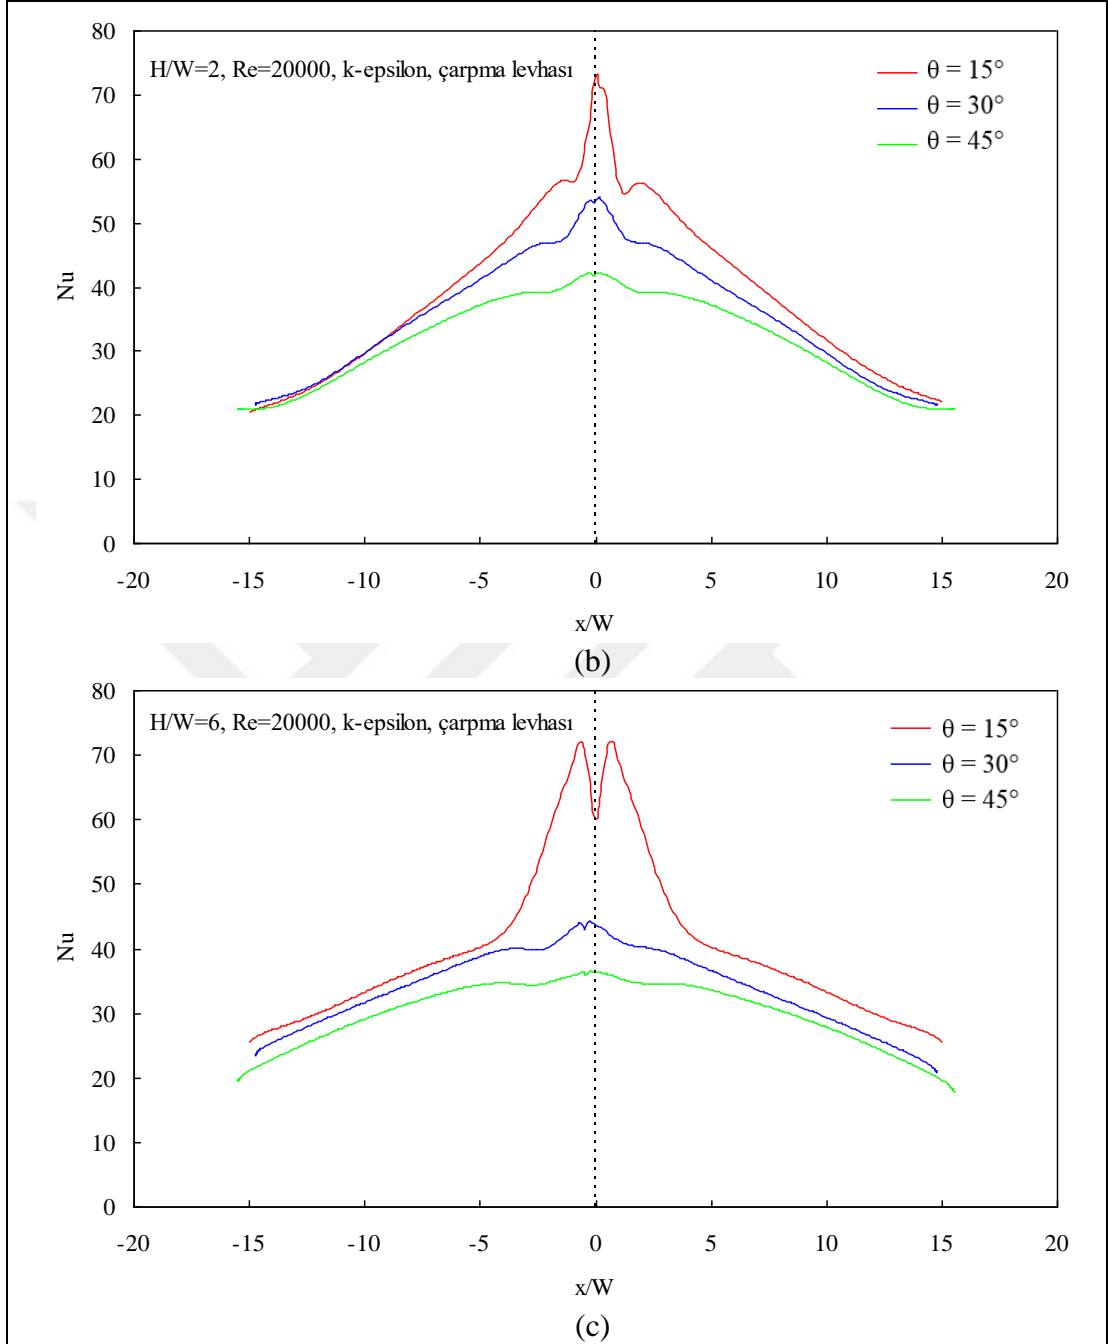 80
H/W=2, Re=20000, k-epsilon, çarpma levhası
θ = 15°
70
θ = 30°
θ = 45°
60
50
Nu
40
30
20
10
0
-20 -15 -10 -5 0 5 10 15 20
x/W
(b)
80
H/W=6, Re=20000, k-epsilon, çarpma levhası
θ = 15°
70
θ = 30°
θ = 45°
60
50
Nu
40
30
20
10
0
-20 -15 -10 -5 0 5 10 15 20
x/W
(c)